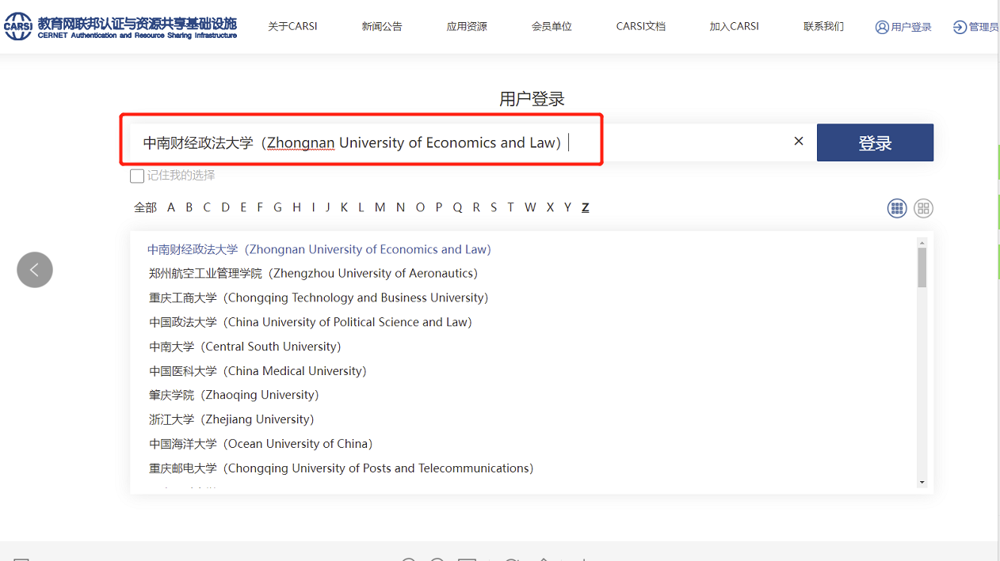 CARSI 教育网联邦认证与资源共享基础设施
CERNET Authentication and Resource Sharing Infrastructure
关于CARSI 新闻公告 应用资源 会员单位 CARSI文档 加入CARSI 联系我们 用户登录 管理员
用户登录
中南财经政法大学（Zhongnan University of Economics and Law） × 登录
记住我的选择
全部 A B C D E F G H I J K L M N O P Q R S T W X Y Z
中南财经政法大学（Zhongnan University of Economics and Law）
郑州航空工业管理学院（Zhengzhou University of Aeronautics）
重庆工商大学（Chongqing Technology and Business University）
中国政法大学（China University of Political Science and Law）
中南大学（Central South University）
中国医科大学（China Medical University）
肇庆学院（Zhaoqing University）
浙江大学（Zhejiang University）
中国海洋大学（Ocean University of China）
重庆邮电大学（Chongqing University of Posts and Telecommunications）